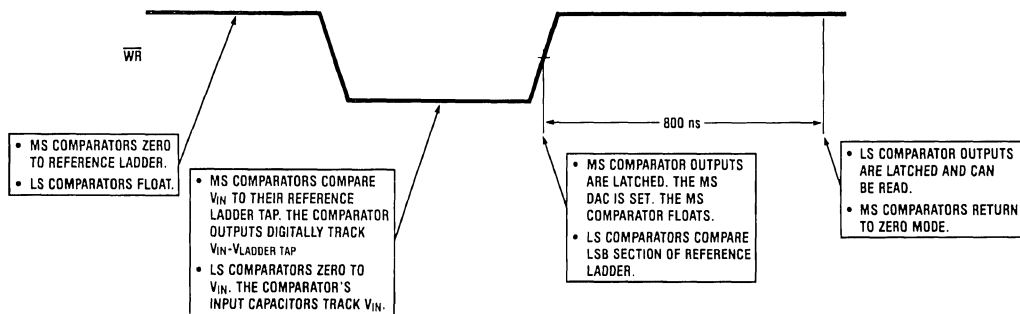 WR
800 ns
• MS COMPARATORS ZERO
TO REFERENCE LADDER.
• LS COMPARATORS FLOAT.
• MS COMPARATORS COMPARE
VIN TO THEIR REFERENCE
LADDER TAP. THE COMPARATOR
OUTPUTS DIGITALLY TRACK
VIN-VLADDER TAP
• LS COMPARATORS ZERO TO
VIN. THE COMPARATOR'S
INPUT CAPACITORS TRACK VIN.
• MS COMPARATOR OUTPUTS
ARE LATCHED. THE MS
DAC IS SET. THE MS
COMPARATOR FLOATS.
• LS COMPARATORS COMPARE
LSB SECTION OF REFERENCE
LADDER.
• LS COMPARATOR OUTPUTS
ARE LATCHED AND CAN
BE READ.
• MS COMPARATORS RETURN
TO ZERO MODE.